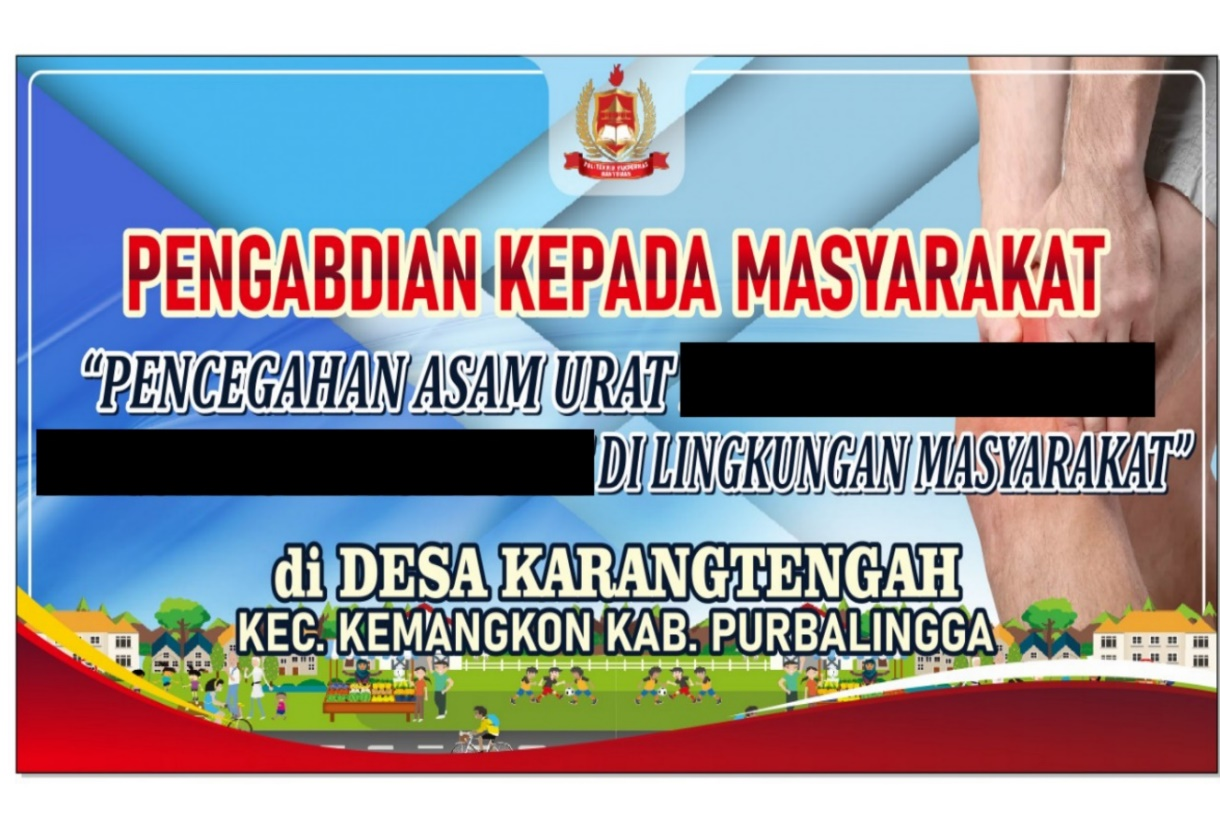 PENGABDIAN KEPADA MASYARAKAT
“PENCEGAHAN ASAM URAT
DI LINGKUNGAN MASYARAKAT”
di DESA KARANGTENGAH
KEC. KEMANGKON KAB. PURBALINGGA